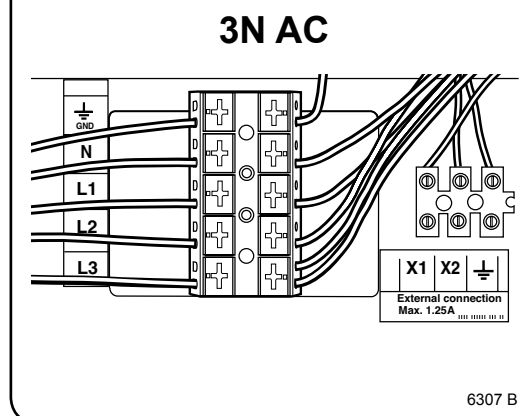 3N AC
GND
N
L1
L2
L3
X1 X2
External connection
Max. 1.25A
6307 B